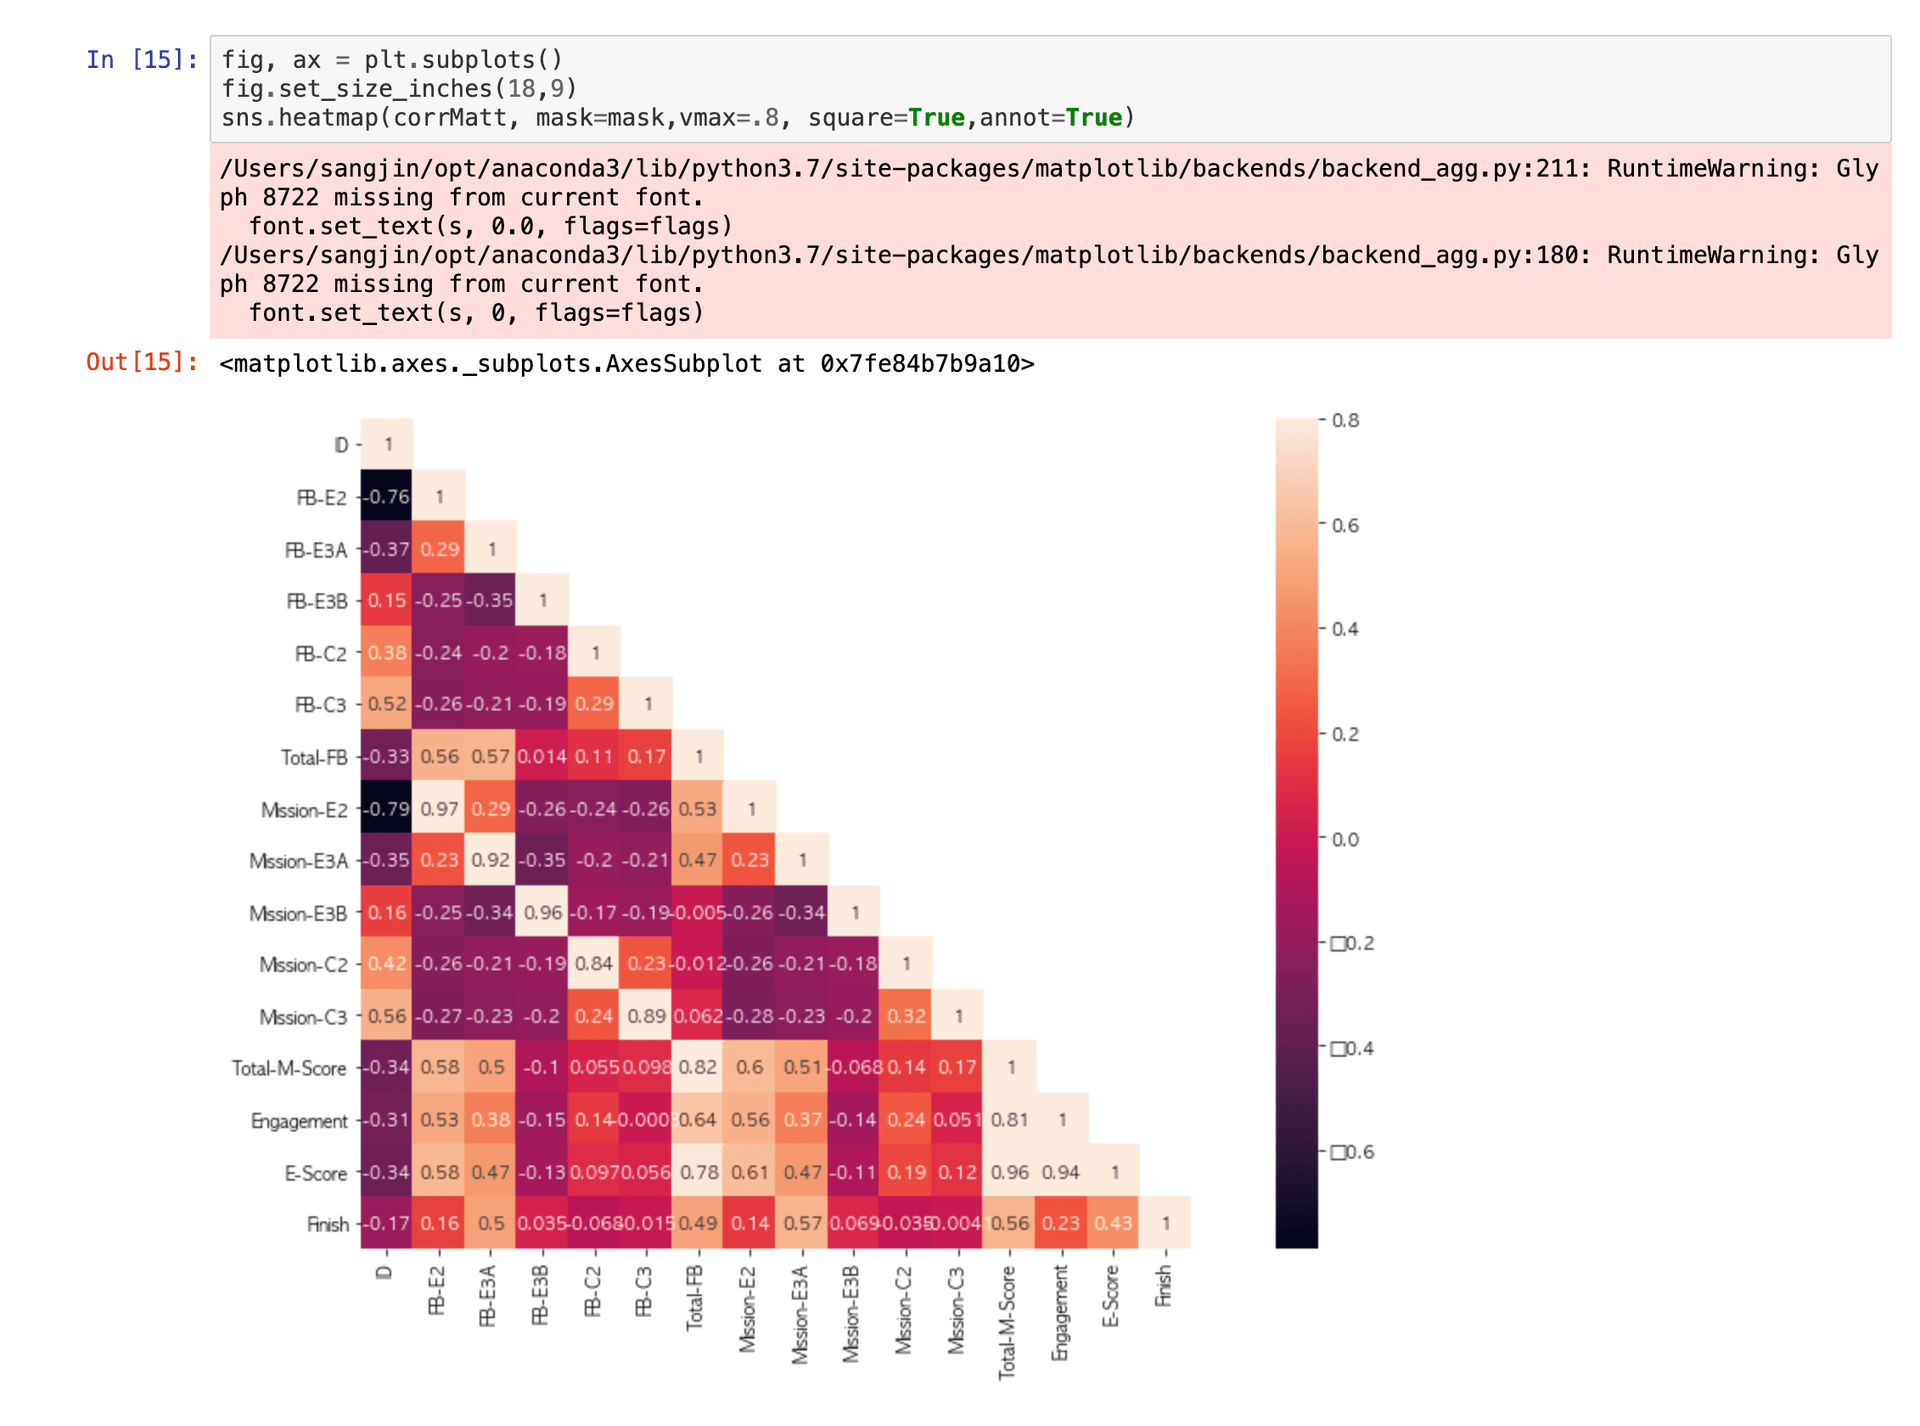 In [15]:
fig, ax = plt.subplots()
fig.set_size_inches(18,9)
sns.heatmap(corrMatt, mask=mask,vmax=.8, square=True,annot=True)
/Users/sangjin/opt/anaconda3/lib/python3.7/site-packages/matplotlib/backends/backend_agg.py:211: RuntimeWarning: Gly
ph 8722 missing from current font.
  font.set_text(s, 0.0, flags=flags)
/Users/sangjin/opt/anaconda3/lib/python3.7/site-packages/matplotlib/backends/backend_agg.py:180: RuntimeWarning: Gly
ph 8722 missing from current font.
  font.set_text(s, 0, flags=flags)
Out[15]: <matplotlib.axes._subplots.AxesSubplot at 0x7fe84b7b9a10>
ID 1
FB-E2 -0.76 1
FB-E3A -0.37 0.29 1
FB-E3B 0.15 -0.25 -0.35 1
FB-C2 0.38 -0.24 -0.2 -0.18 1
FB-C3 0.52 -0.26 -0.21 -0.19 0.29 1
Total-FB -0.33 0.56 0.57 0.014 0.11 0.17 1
Mission-E2 -0.79 0.97 0.29 -0.26 -0.24 -0.26 0.53 1
Mission-E3A -0.35 0.23 0.92 -0.35 -0.2 -0.21 0.47 0.23 1
Mission-E3B 0.16 -0.25 -0.34 0.96 -0.17 -0.19 -0.005 -0.26 -0.34 1
Mission-C2 0.42 -0.26 -0.21 -0.19 0.84 0.23 -0.012 -0.26 -0.21 -0.18 1
Mission-C3 0.56 -0.27 -0.23 -0.2 0.24 0.89 0.062 -0.28 -0.23 -0.2 0.32 1
Total-M-Score -0.34 0.58 0.5 -0.1 0.055 0.098 0.82 0.6 0.51 -0.068 0.14 0.17 1
Engagement -0.31 0.53 0.38 -0.15 0.14 0.64 0.56 0.37 -0.14 0.24 0.051 0.81 1
E-Score -0.34 0.58 0.47 -0.13 0.097 0.056 0.78 0.61 0.47 -0.11 0.19 0.12 0.96 0.94 1
Finish -0.17 0.16 0.5 0.035 -0.068 -0.015 0.49 0.14 0.57 0.069 -0.035 0.56 0.23 0.43 1
ID
FB-E2
FB-E3A
FB-E3B
FB-C2
FB-C3
Total-FB
Mission-E2
Mission-E3A
Mission-E3B
Mission-C2
Mission-C3
Total-M-Score
Engagement
E-Score
Finish
0.8
0.6
0.4
0.2
0.0
□0.2
□0.4
□0.6